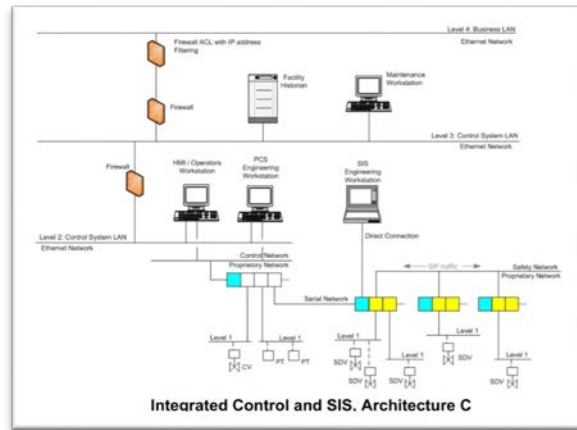 Level 4: Business LAN
Ethernet Network
Firewall ACL with IP address
Filtering
Firewall
Facility
Historian
Maintenance
Workstation
Level 3: Control System LAN
Ethernet Network
Firewall
HMI / Operators
Workstation
PCS
Engineering
Workstation
SIS
Engineering
Workstation
Level 2: Control System LAN
Ethernet Network
Direct Connection
Control Network
Proprietory Network
SIF traffic
Safety Network
Proprietary Network
Serial Network
Level 1
Level 1
Level 1
Level 1
Level 1
Level 1
CV
PT
PT
SDV
SDV
SDV
SDV
SDV
Integrated Control and SIS. Architecture C